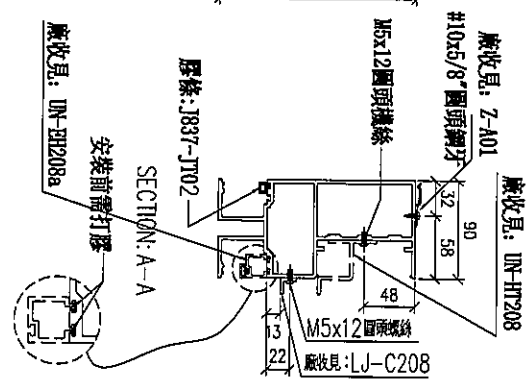 廠收見: Z-A01
#10x5/8"圓頭鋼牙
M5x12圓頭機絲
廠收見: UN-HT208
膠條:J837-JT02
廠收見: UN-EH208a
安裝前需打膠
SECTION: A-A
32
90
58
48
13
22
M5x12圓頭螺絲
廠收見:LJ-C208